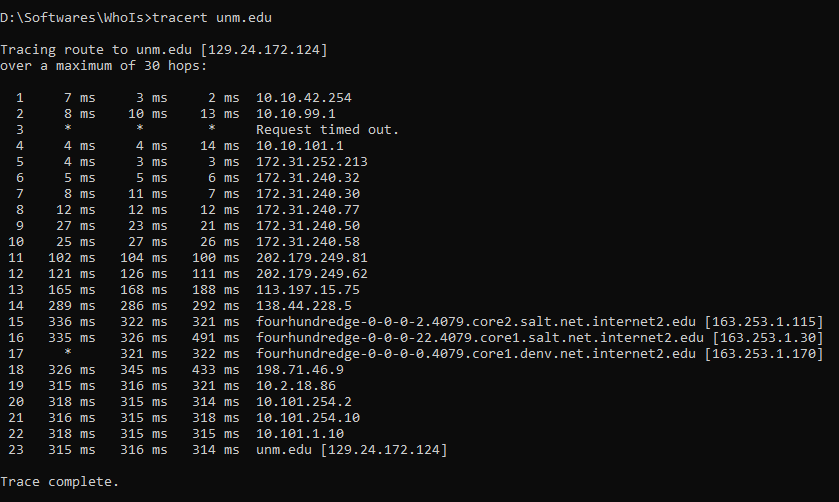 D:\Softwares\WhoIs>tracert unm.edu
Tracing route to unm.edu [129.24.172.124]
over a maximum of 30 hops:
1 7 ms 3 ms 2 ms 10.10.42.254
2 8 ms 10 ms 13 ms 10.10.99.1
3 * * * Request timed out.
4 4 ms 4 ms 14 ms 10.10.101.1
5 4 ms 3 ms 3 ms 172.31.252.213
6 5 ms 5 ms 6 ms 172.31.240.32
7 8 ms 11 ms 7 ms 172.31.240.30
8 12 ms 12 ms 12 ms 172.31.240.77
9 27 ms 23 ms 21 ms 172.31.240.50
10 25 ms 27 ms 26 ms 172.31.240.58
11 102 ms 104 ms 100 ms 202.179.249.81
12 121 ms 126 ms 111 ms 202.179.249.62
13 165 ms 168 ms 188 ms 113.197.15.75
14 289 ms 286 ms 292 ms 138.44.228.5
15 336 ms 322 ms 321 ms fourhundredge-0-0-0-2.4079.core2.salt.net.internet2.edu [163.253.1.115]
16 335 ms 326 ms 491 ms fourhundredge-0-0-0-22.4079.core1.salt.net.internet2.edu [163.253.1.30]
17 * 321 ms 322 ms fourhundredge-0-0-0-0.4079.core1.denv.net.internet2.edu [163.253.1.170]
18 326 ms 345 ms 433 ms 198.71.46.9
19 315 ms 316 ms 321 ms 10.2.18.86
20 318 ms 315 ms 314 ms 10.101.254.2
21 316 ms 315 ms 318 ms 10.101.254.10
22 318 ms 315 ms 315 ms 10.101.1.10
23 315 ms 316 ms 314 ms unm.edu [129.24.172.124]
Trace complete.